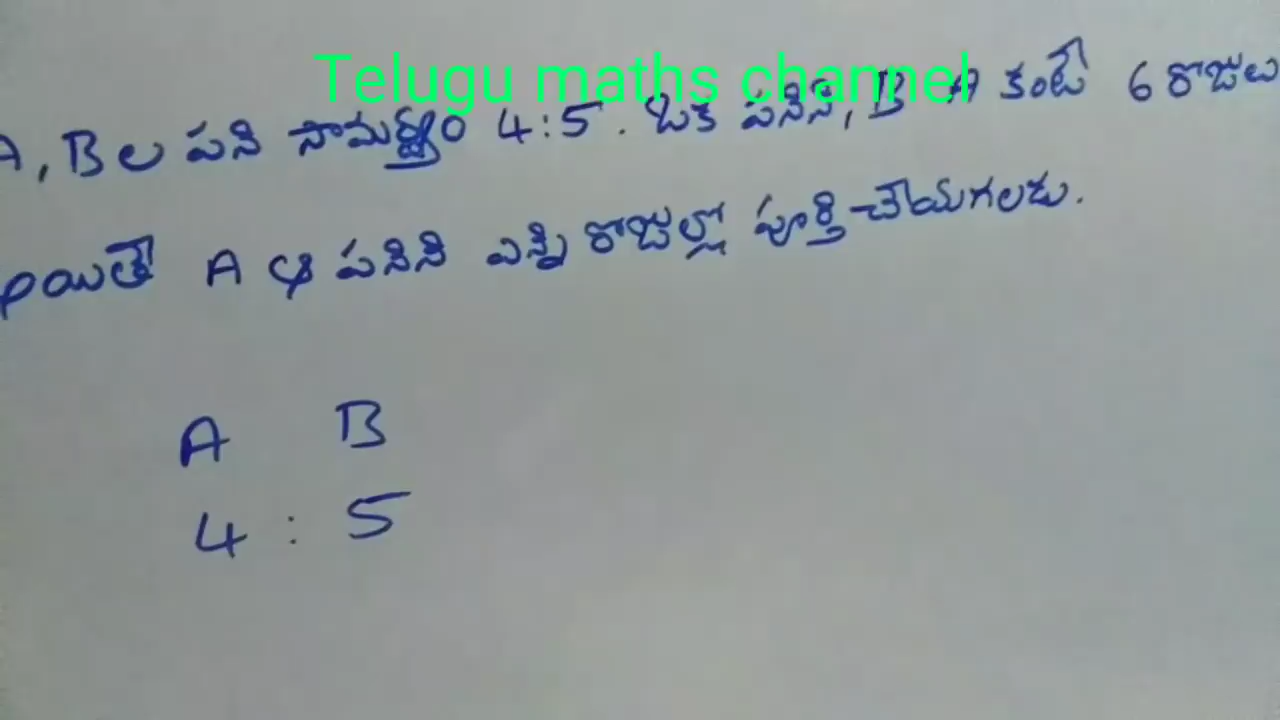 Telugu maths channel
A, B ల పని సామర్థ్యం 4:5. ఒక పనిని, B A కంటే 6 రోజులు
అయితే A ఆ పనిని ఎన్ని రోజుల్లో పూర్తి చేయగలడు.
A B
4 : 5